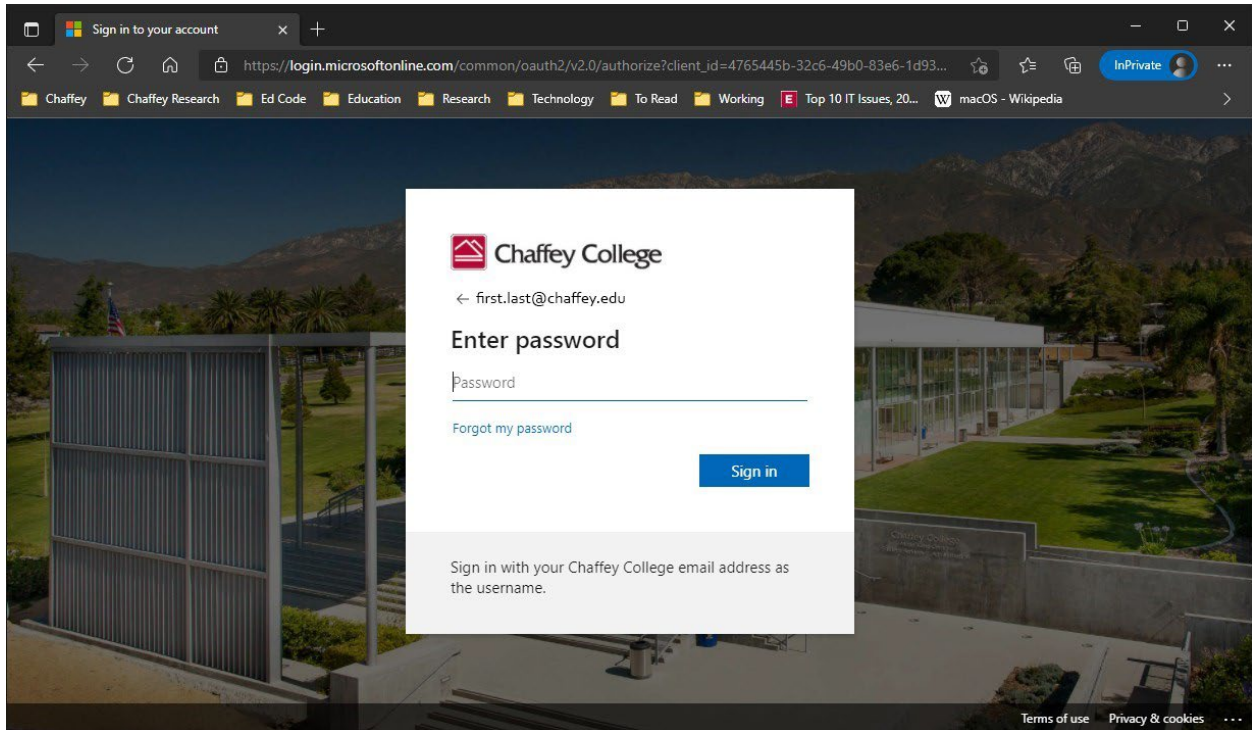 Sign in to your account
https://login.microsoftonline.com/common/oauth2/v2.0/authorize?client_id=4765445b-32c6-49b0-83e6-1d93...
InPrivate
Chaffey Chaffey Research Ed Code Education Research Technology To Read Working E Top 10 IT Issues, 20... W macOS - Wikipedia
Chaffey College
first.last@chaffey.edu
Enter password
Password
Forgot my password
Sign in
Sign in with your Chaffey College email address as
the username.
Chaffey College
Terms of use Privacy & cookies ...